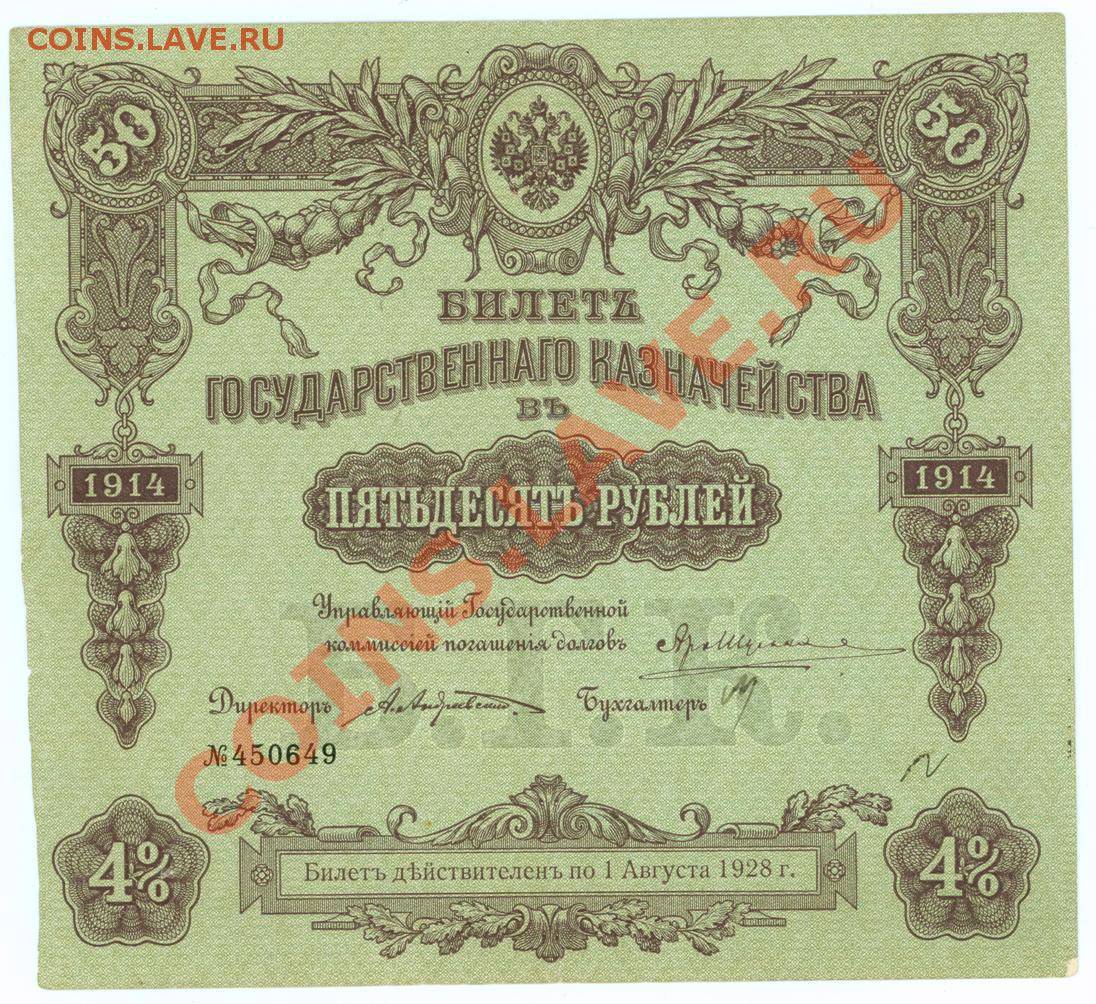 COINS.LAVE.RU
50 50
БИЛЕТЪ
ГОСУДАРСТВЕННАГО КАЗНАЧЕЙСТВА
ВЪ
1914 1914
ПЯТЬДЕСЯТЪ РУБЛЕЙ
Управляющій Государственной
коммиссіей погашенія долговъ
Директоръ Бухгалтеръ
№450649
4% 4%
Билетъ дѣйствителенъ по 1 Августа 1928 г.
COINS.LAVE.RU